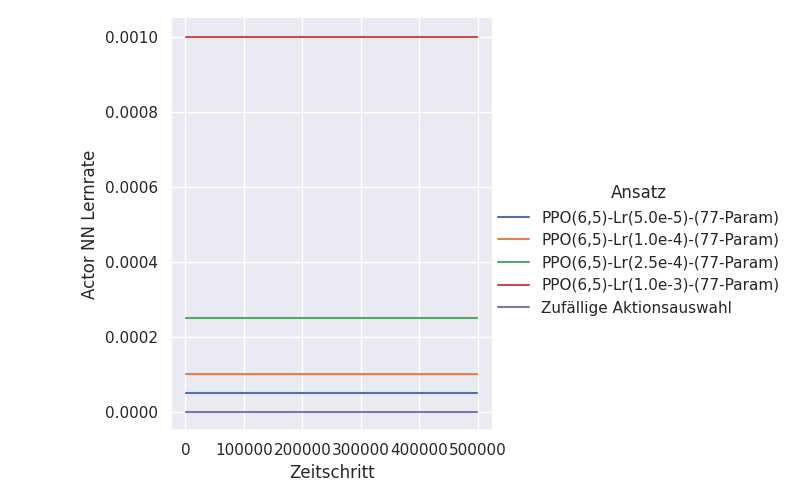 0.0010
0.0008
0.0006
0.0004
0.0002
0.0000
Actor NN Lernrate
0 100000 200000 300000 400000 500000
Zeitschritt
Ansatz
PPO(6,5)-Lr(5.0e-5)-(77-Param)
PPO(6,5)-Lr(1.0e-4)-(77-Param)
PPO(6,5)-Lr(2.5e-4)-(77-Param)
PPO(6,5)-Lr(1.0e-3)-(77-Param)
Zufällige Aktionsauswahl